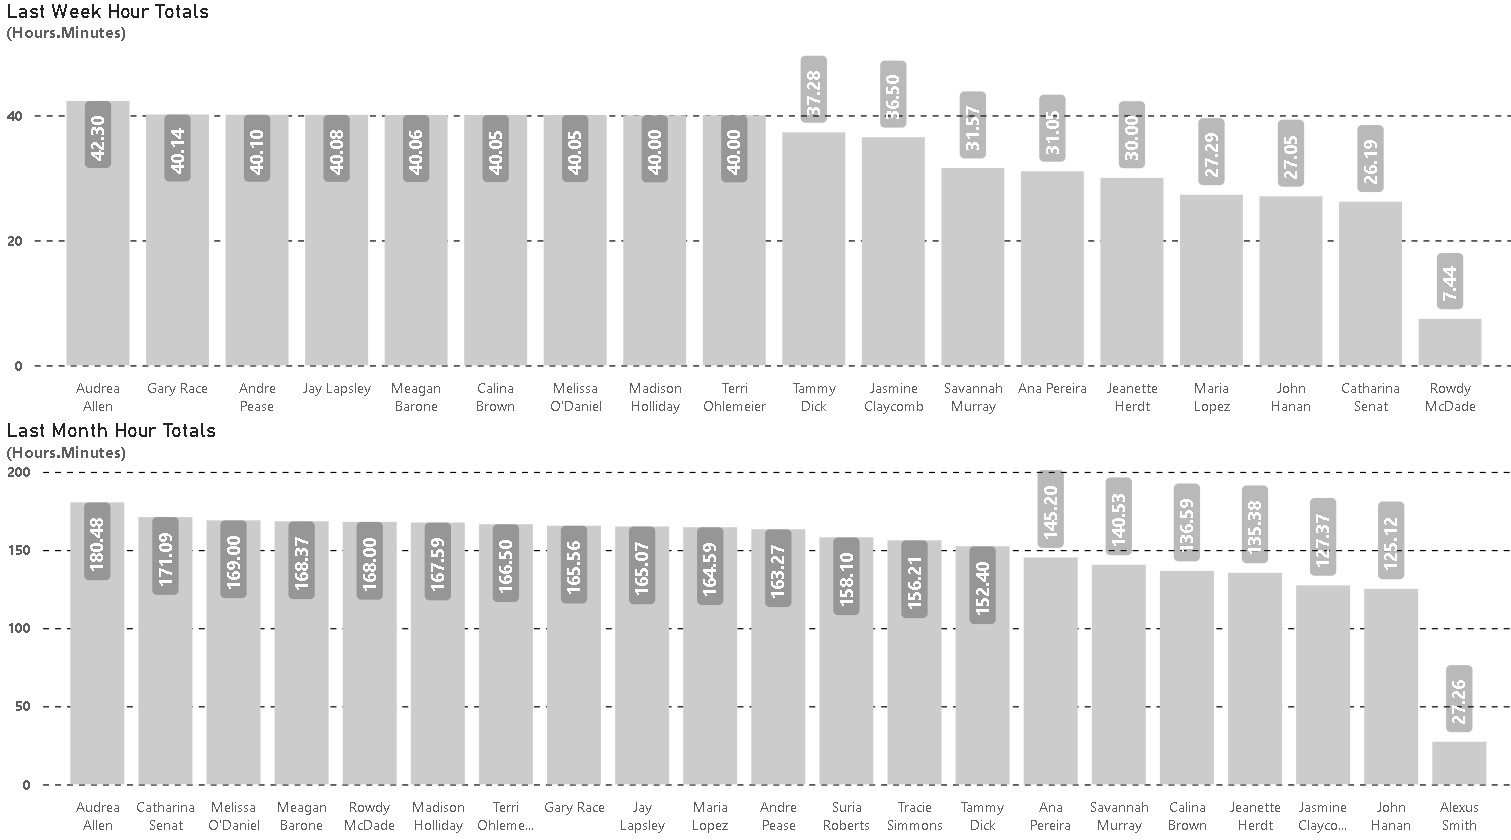 Last Week Hour Totals
(Hours.Minutes)
40
20
0
42.30
40.14
40.10
40.08
40.06
40.05
40.05
40.00
40.00
37.28
36.50
31.57
31.05
30.00
27.29
27.05
26.19
7.44
Audrea Allen
Gary Race
Andre Pease
Jay Lapsley
Meagan Barone
Calina Brown
Melissa O'Daniel
Madison Holliday
Terri Ohlemeier
Tammy Dick
Jasmine Claycomb
Savannah Murray
Ana Pereira
Jeanette Herdt
Maria Lopez
John Hanan
Catharina Senat
Rowdy McDade
Last Month Hour Totals
(Hours.Minutes)
200
150
100
50
0
180.48
171.09
169.00
168.37
168.00
167.59
166.50
165.56
165.07
164.59
163.27
158.10
156.21
152.40
145.20
140.53
136.59
135.38
127.37
125.12
27.26
Audrea Allen
Catharina Senat
Melissa O'Daniel
Meagan Barone
Rowdy McDade
Madison Holliday
Terri Ohleme...
Gary Race
Jay Lapsley
Maria Lopez
Andre Pease
Suria Roberts
Tracie Simmons
Tammy Dick
Ana Pereira
Savannah Murray
Calina Brown
Jeanette Herdt
Jasmine Clayco...
John Hanan
Alexus Smith